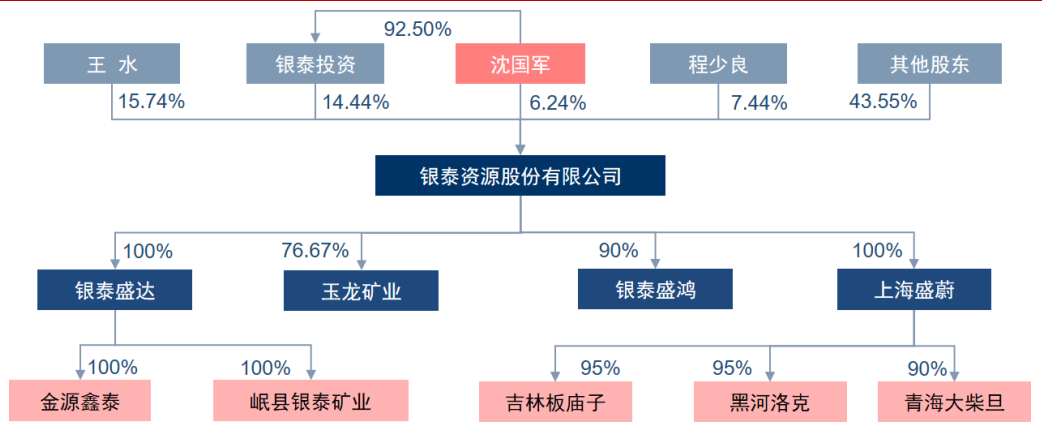 92.50%
王 水
银泰投资
沈国军
程少良
其他股东
15.74%
14.44%
6.24%
7.44%
43.55%
银泰资源股份有限公司
100%
76.67%
90%
100%
银泰盛达
玉龙矿业
银泰盛鸿
上海盛蔚
100%
100%
95%
95%
90%
金源鑫泰
岷县银泰矿业
吉林板庙子
黑河洛克
青海大柴旦